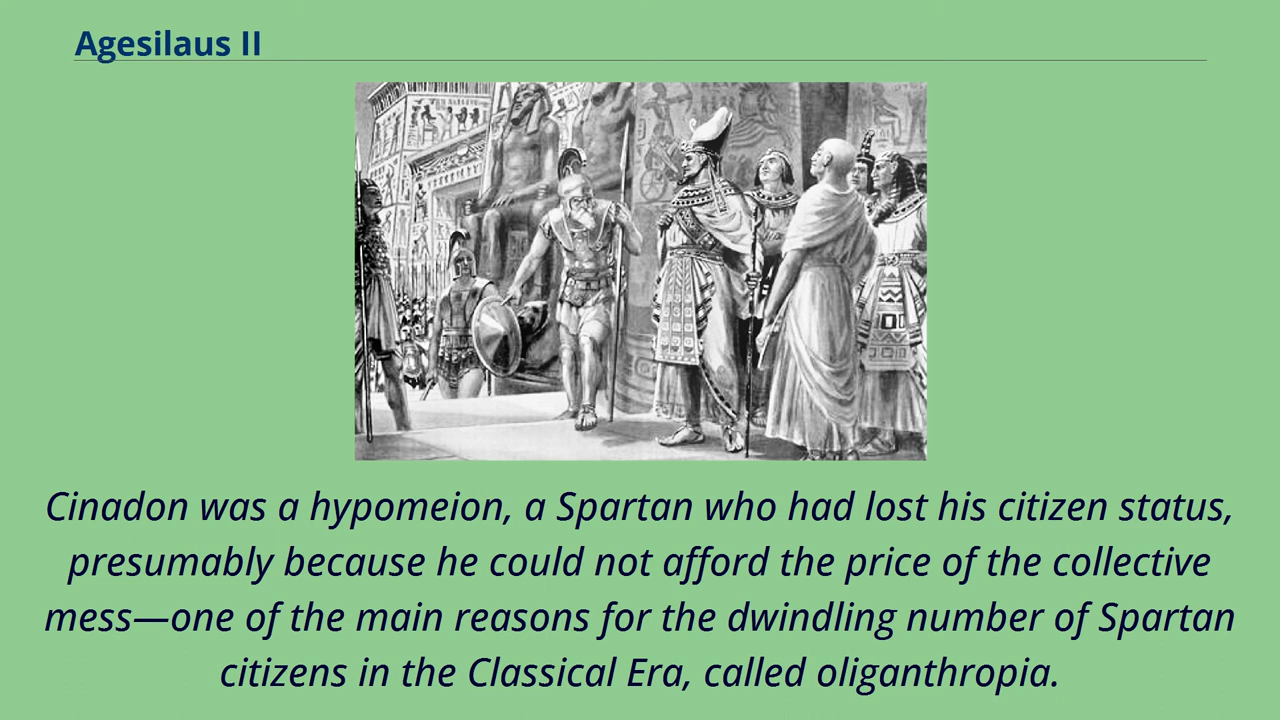 Agesilaus II
Cinadon was a hypomeion, a Spartan who had lost his citizen status,
presumably because he could not afford the price of the collective
mess—one of the main reasons for the dwindling number of Spartan
citizens in the Classical Era, called oliganthropia.